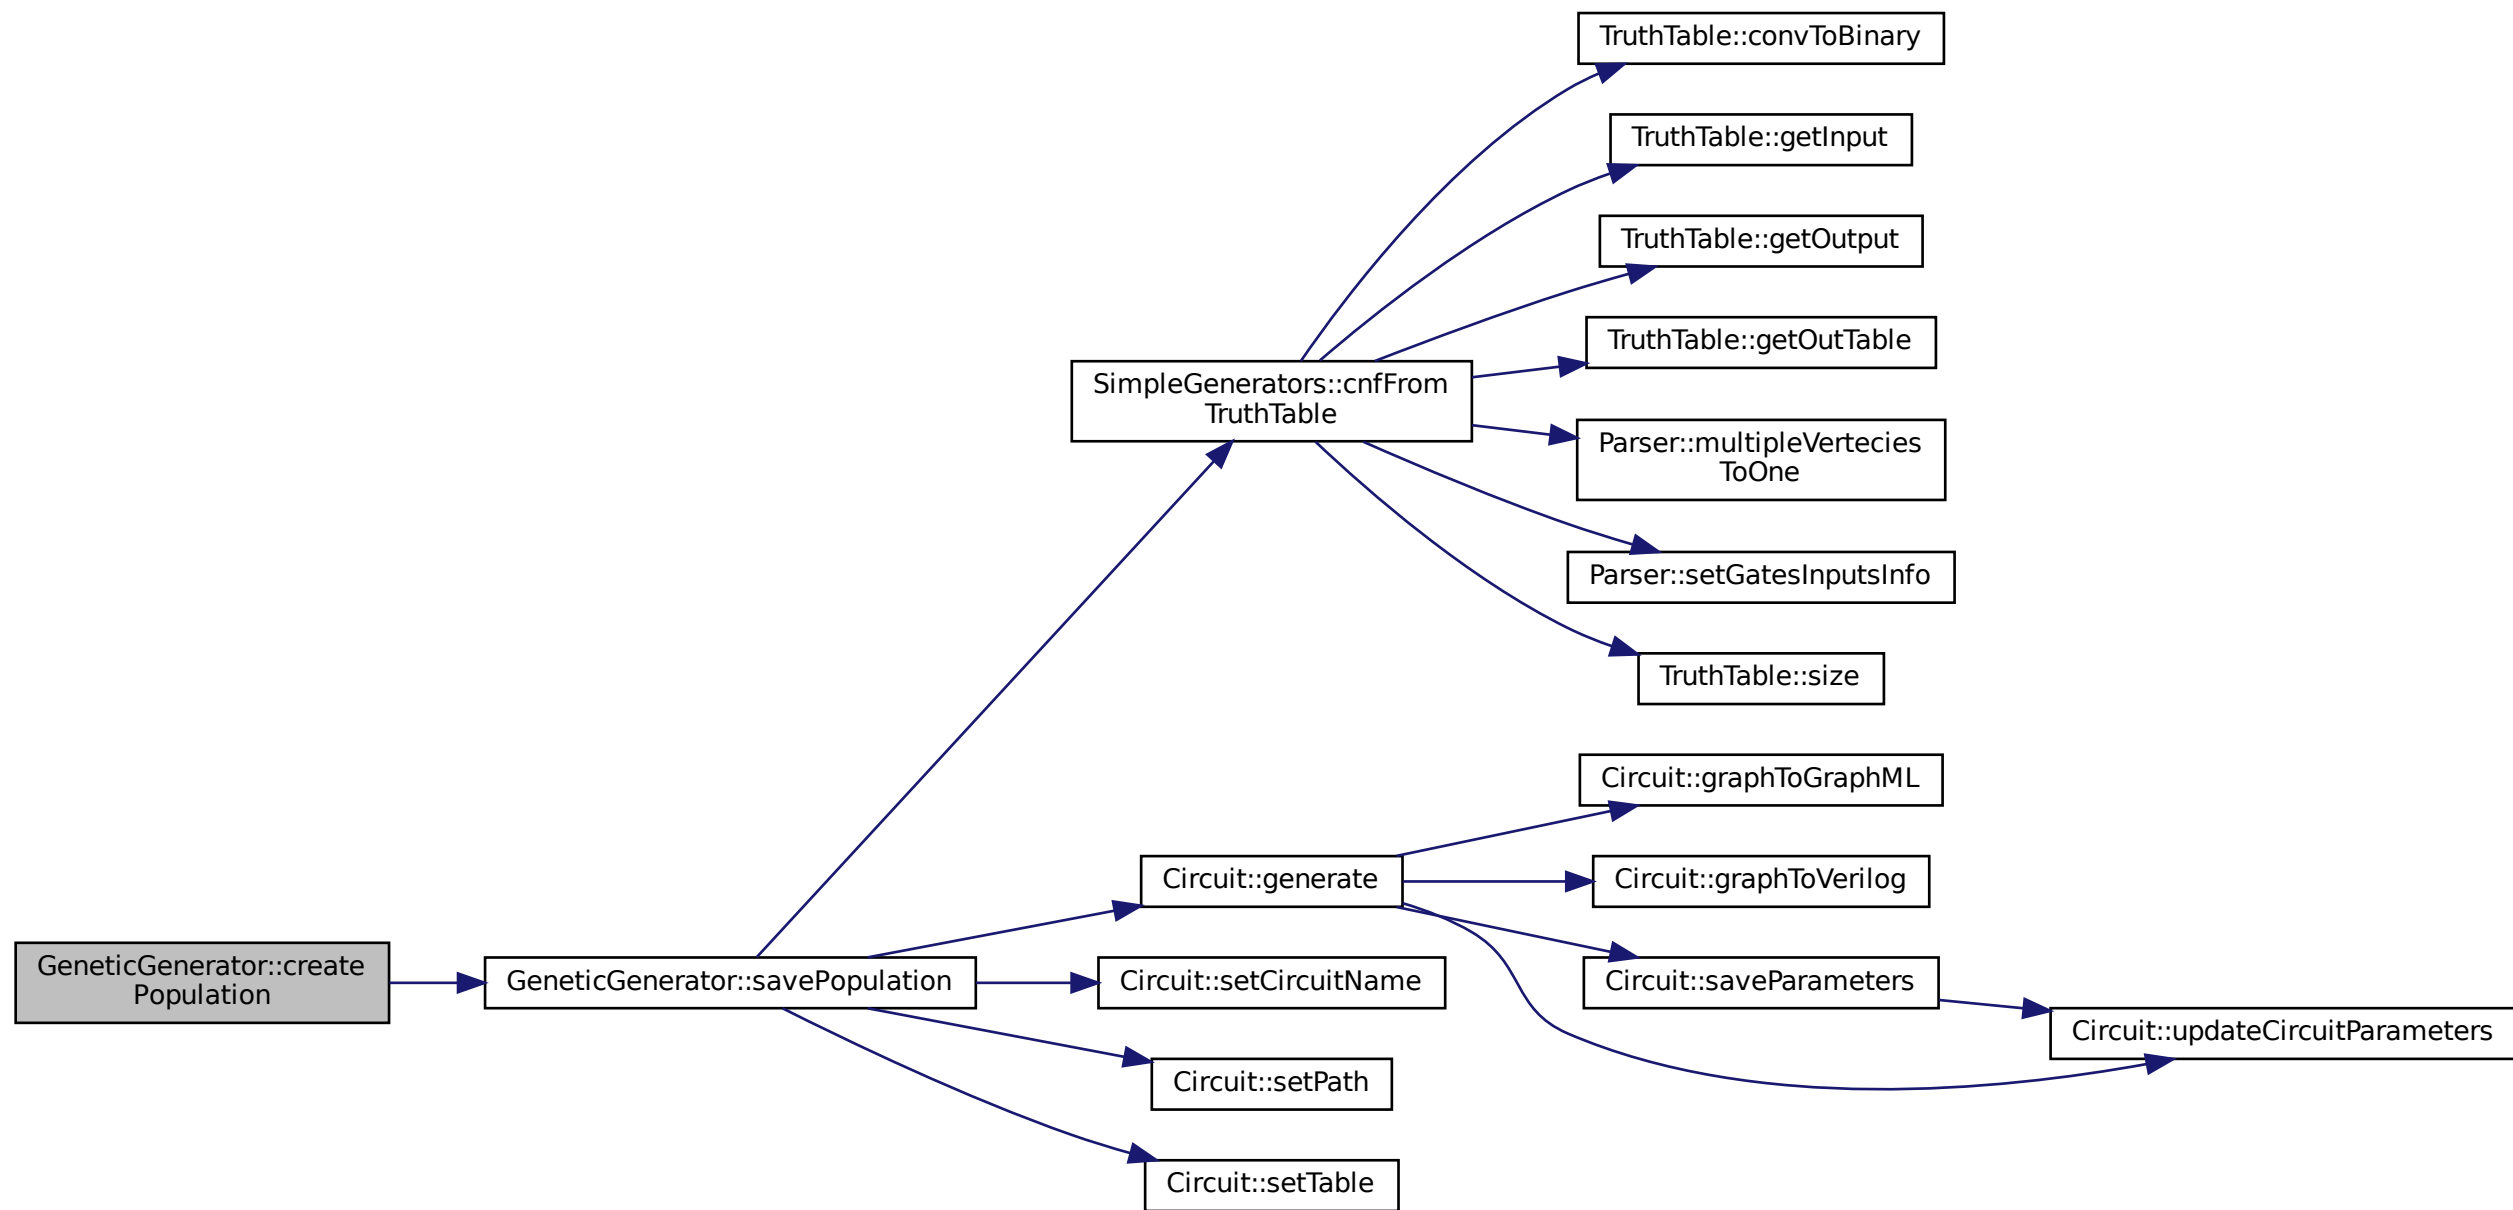 TruthTable::convToBinary
TruthTable::getInput
TruthTable::getOutput
TruthTable::getOutTable
SimpleGenerators::cnfFrom
TruthTable
Parser::multipleVertecies
ToOne
Parser::setGatesInputsInfo
TruthTable::size
Circuit::graphToGraphML
Circuit::generate
Circuit::graphToVerilog
GeneticGenerator::create
Population
GeneticGenerator::savePopulation
Circuit::setCircuitName
Circuit::saveParameters
Circuit::updateCircuitParameters
Circuit::setPath
Circuit::setTable